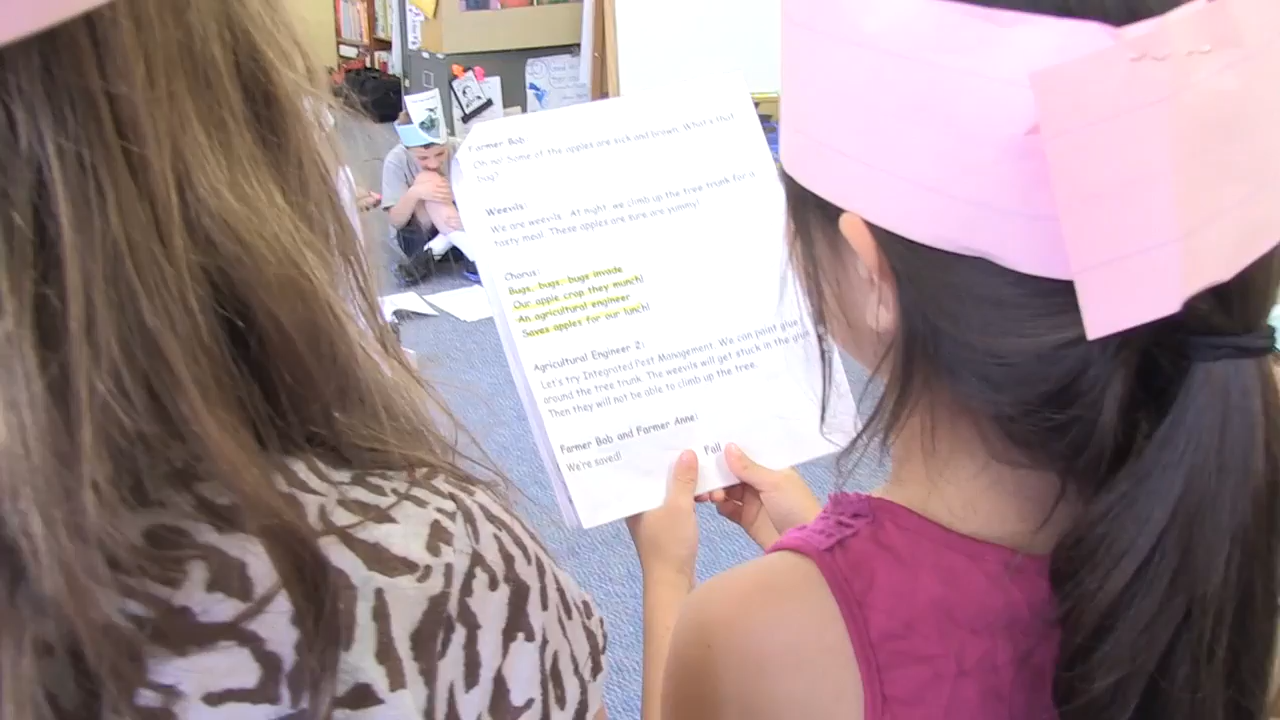 Farmer Bob:
Oh no! Some of the apples are sick and brown. What's that
bug?
Weevils:
We are weevils. At night, we climb up the tree trunk for a
tasty meal. These apples are sure are yummy!
Chorus:
Bugs, bugs, bugs invade
Our apple crop they munch!
An agricultural engineer
Saves apples for our lunch!
Agricultural Engineer 2:
Let's try Integrated Pest Management. We can paint glue
around the tree trunk. The weevils will get stuck in the glue.
Then they will not be able to climb up the tree.
Farmer Bob and Farmer Anne:
We're saved!
Fall